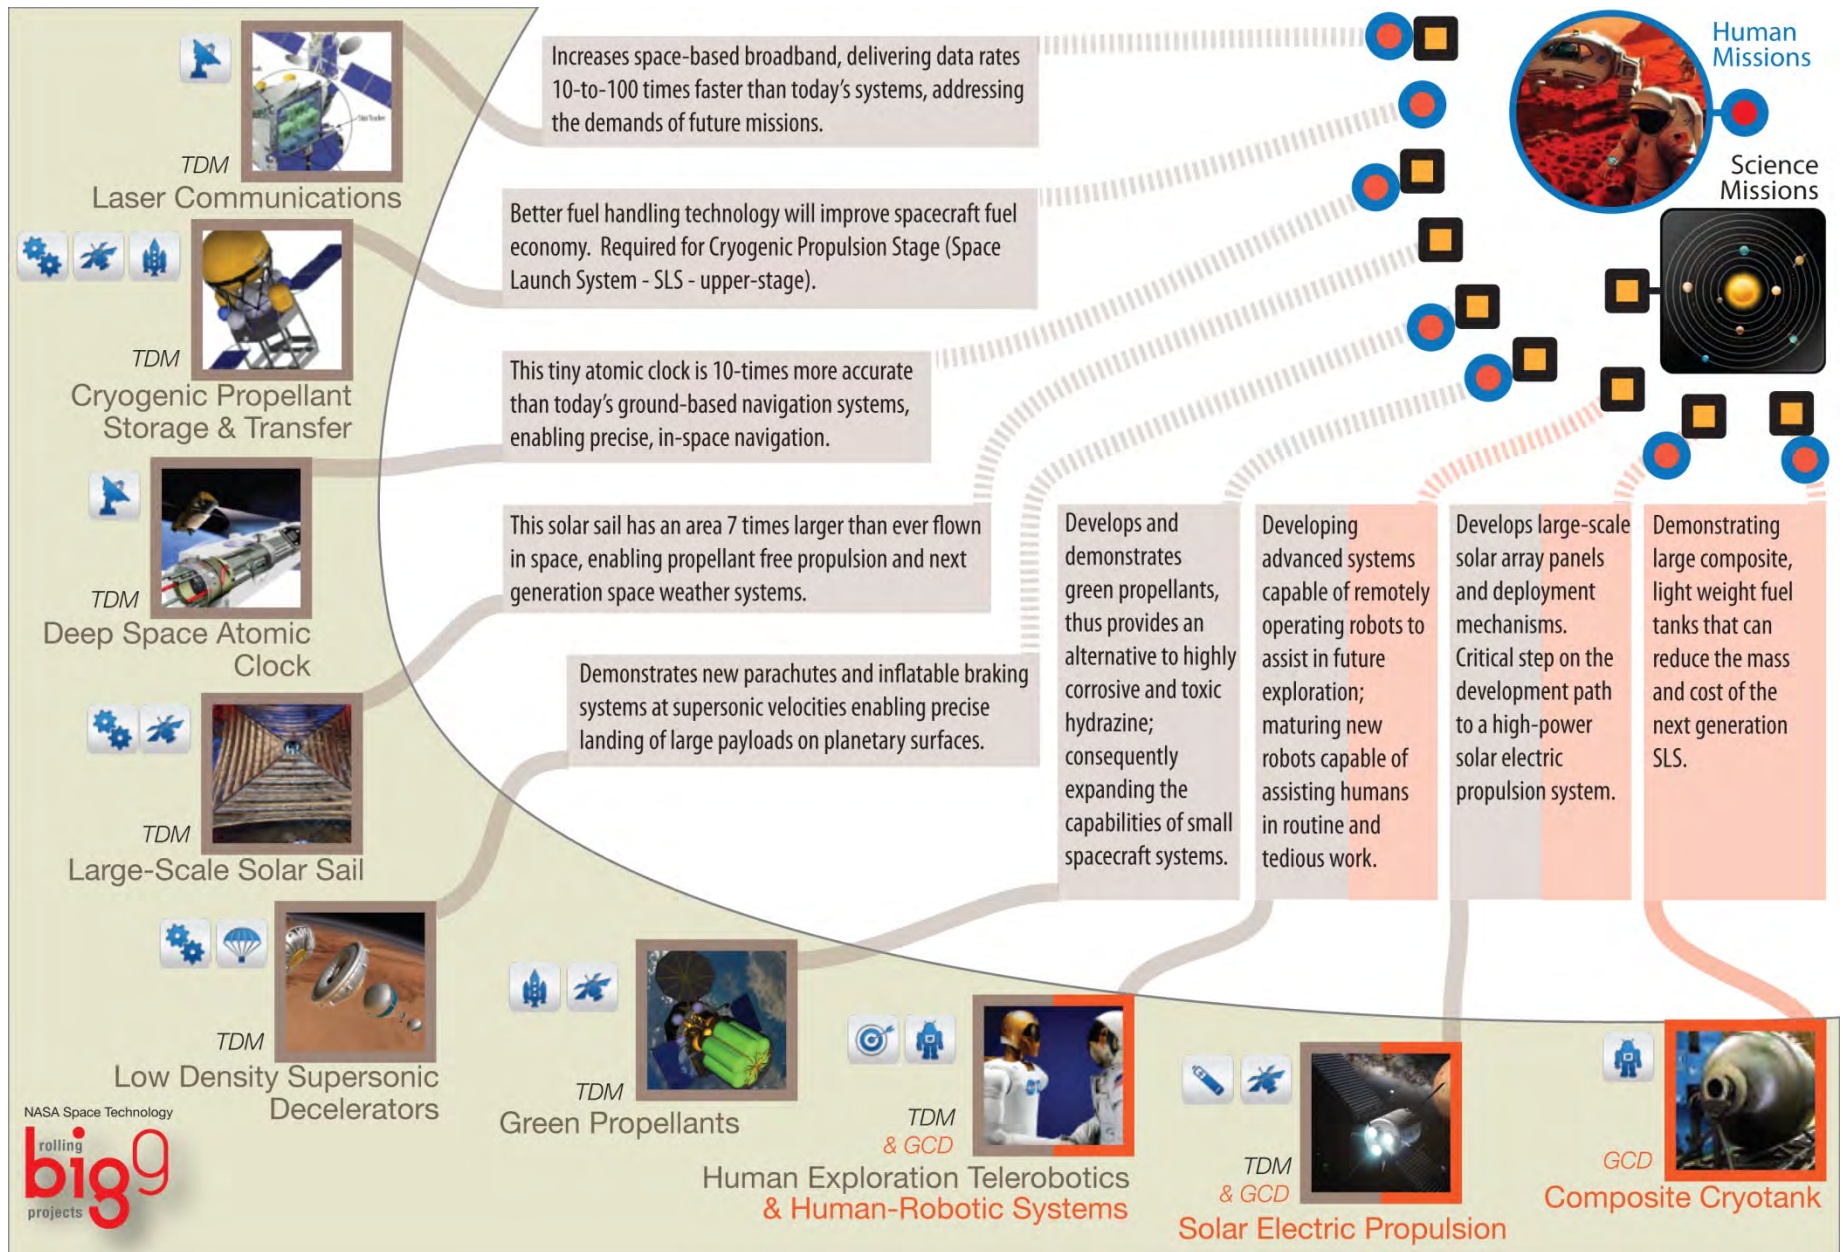 Human
Missions
Science
Missions
TDM
Laser Communications
Increases space-based broadband, delivering data rates
10-to-100 times faster than today’s systems, addressing
the demands of future missions.
TDM
Cryogenic Propellant
Storage & Transfer
Better fuel handling technology will improve spacecraft fuel
economy.  Required for Cryogenic Propulsion Stage (Space
Launch System - SLS - upper-stage).
TDM
Deep Space Atomic
Clock
This tiny atomic clock is 10-times more accurate
than today’s ground-based navigation systems,
enabling precise, in-space navigation.
TDM
Large-Scale Solar Sail
This solar sail has an area 7 times larger than ever flown
in space, enabling propellant free propulsion and next
generation space weather systems.
TDM
Low Density Supersonic
Decelerators
Demonstrates new parachutes and inflatable braking
systems at supersonic velocities enabling precise
landing of large payloads on planetary surfaces.
TDM
Green Propellants
Develops and
demonstrates
green propellants,
thus provides an
alternative to highly
corrosive and toxic
hydrazine;
consequently
expanding the
capabilities of small
spacecraft systems.
TDM
& GCD
Human Exploration Telerobotics
& Human-Robotic Systems
Developing
advanced systems
capable of remotely
operating robots to
assist in future
exploration;
maturing new
robots capable of
assisting humans
in routine and
tedious work.
TDM
& GCD
Solar Electric Propulsion
Develops large-scale
solar array panels
and deployment
mechanisms.
Critical step on the
development path
to a high-power
solar electric
propulsion system.
GCD
Composite Cryotank
Demonstrating
large composite,
light weight fuel
tanks that can
reduce the mass
and cost of the
next generation
SLS.
NASA Space Technology
rolling
big9
projects